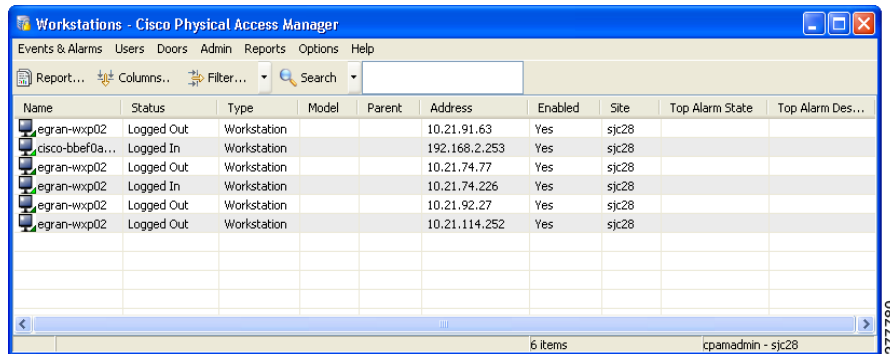 Workstations - Cisco Physical Access Manager
Events & Alarms Users Doors Admin Reports Options Help
Report... Columns.. Filter... Search
Name Status Type Model Parent Address Enabled Site Top Alarm State Top Alarm Des...
egran-wxp02 Logged Out Workstation 10.21.91.63 Yes sjc28
cisco-bbef0a... Logged In Workstation 192.168.2.253 Yes sjc28
egran-wxp02 Logged Out Workstation 10.21.74.77 Yes sjc28
egran-wxp02 Logged In Workstation 10.21.74.226 Yes sjc28
egran-wxp02 Logged Out Workstation 10.21.92.27 Yes sjc28
egran-wxp02 Logged Out Workstation 10.21.114.252 Yes sjc28
6 items cpamadmin - sjc28